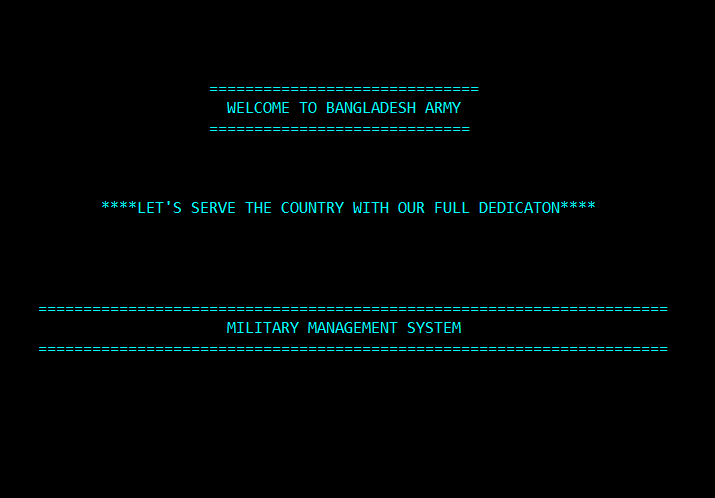 ==============================
WELCOME TO BANGLADESH ARMY
=============================
****LET'S SERVE THE COUNTRY WITH OUR FULL DEDICATON****
======================================================================
MILITARY MANAGEMENT SYSTEM
======================================================================